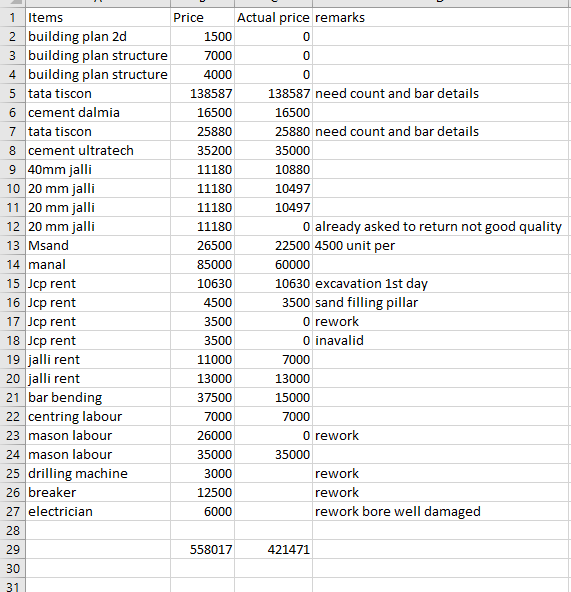 1 Items Price Actual price remarks
2 building plan 2d 1500 0
3 building plan structure 7000 0
4 building plan structure 4000 0
5 tata tiscon 138587 138587 need count and bar details
6 cement dalmia 16500 16500
7 tata tiscon 25880 25880 need count and bar details
8 cement ultratech 35200 35000
9 40mm jalli 11180 10880
10 20 mm jalli 11180 10497
11 20 mm jalli 11180 10497
12 20 mm jalli 11180 0 already asked to return not good quality
13 Msand 26500 22500 4500 unit per
14 manal 85000 60000
15 Jcp rent 10630 10630 excavation 1st day
16 Jcp rent 4500 3500 sand filling pillar
17 Jcp rent 3500 0 rework
18 Jcp rent 3500 0 inavalid
19 jalli rent 11000 7000
20 jalli rent 13000 13000
21 bar bending 37500 15000
22 centring labour 7000 7000
23 mason labour 26000 0 rework
24 mason labour 35000 35000
25 drilling machine 3000 rework
26 breaker 12500 rework
27 electrician 6000 rework bore well damaged
28
29 558017 421471
30
31